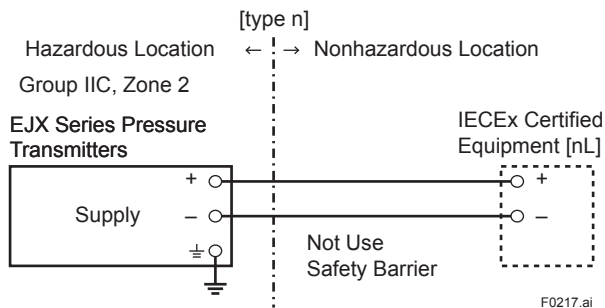 [type n]
Hazardous Location ← → Nonhazardous Location
Group IIC, Zone 2
EJX Series Pressure
Transmitters
IECEx Certified
Equipment [nL]
+ +
Supply – –
Not Use
Safety Barrier
F0217.ai